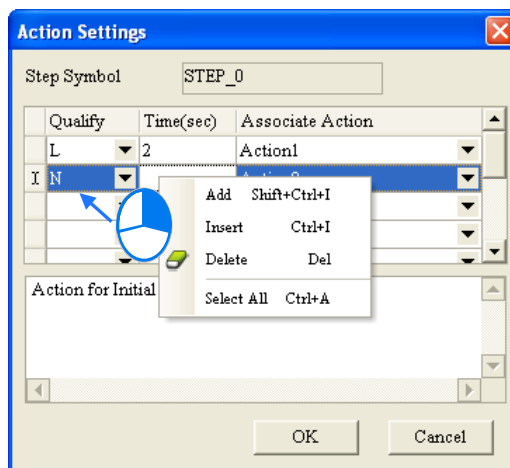 Action Settings
Step Symbol STEP_0
Qualify Time(sec) Associate Action
L 2 Action1
I N
Add Shift+Ctrl+I
Insert Ctrl+I
Delete Del
Select All Ctrl+A
Action for Initial
OK Cancel